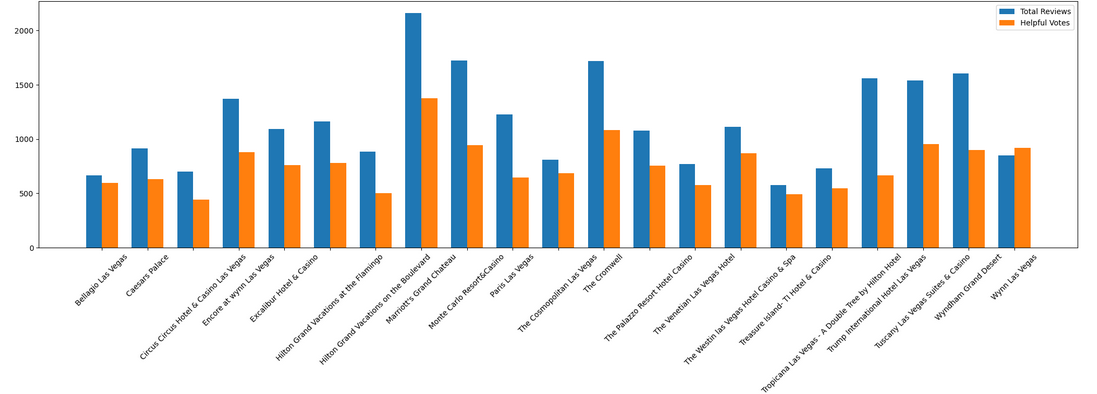 2000
1500
1000
500
0
Total Reviews
Helpful Votes
Bellagio Las Vegas
Caesars Palace
Circus Circus Hotel & Casino Las Vegas
Encore at wynn Las Vegas
Excalibur Hotel & Casino
Hilton Grand Vacations at the Flamingo
Hilton Grand Vacations on the Boulevard
Marriott's Grand Chateau
Monte Carlo Resort&Casino
Paris Las Vegas
The Cosmopolitan Las Vegas
The Cromwell
The Palazzo Resort Hotel Casino
The Venetian Las Vegas Hotel
The Westin las Vegas Hotel Casino & Spa
Treasure Island- TI Hotel & Casino
Tropicana Las Vegas - A Double Tree by Hilton Hotel
Trump International Hotel Las Vegas
Tuscany Las Vegas Suites & Casino
Wyndham Grand Desert
Wynn Las Vegas